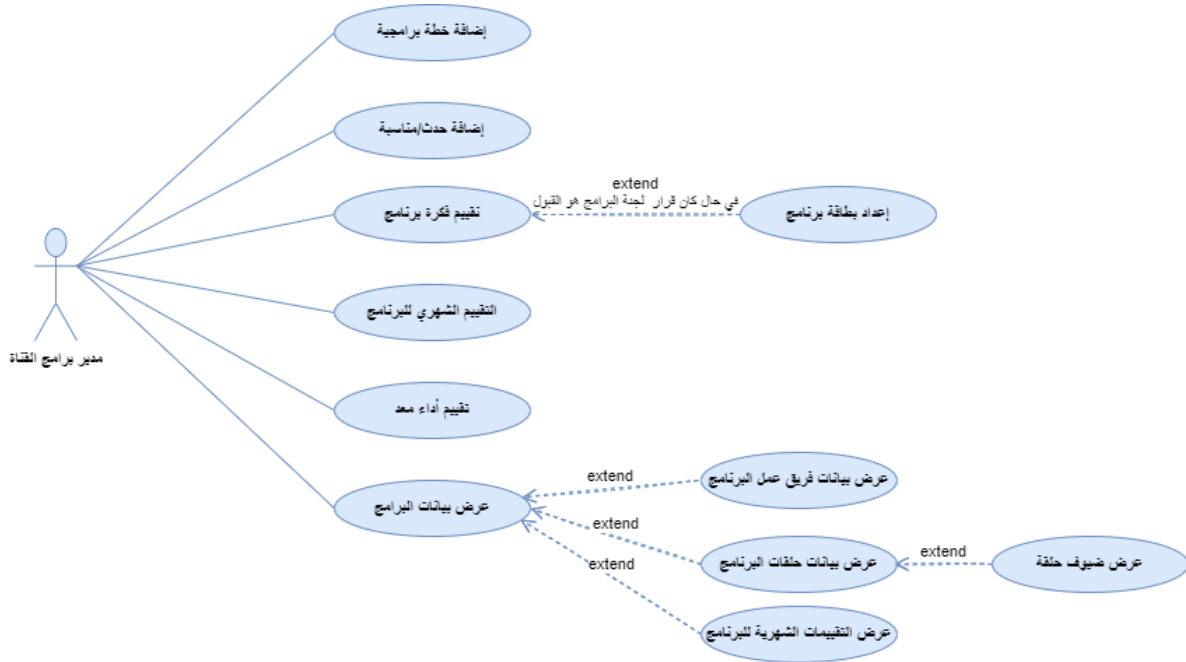 إضافة خطة برامجية
إضافة حدث/مناسبة
extend
في حال كان قرار لجنة البرامج هو القبول
تقييم فكرة برنامج
إعداد بطاقة برنامج
التقييم الشهري للبرنامج
مدير برامج القناة
تقييم أداء معد
عرض بيانات البرامج
extend
عرض بيانات فريق عمل البرنامج
extend
عرض بيانات حلقات البرنامج
extend
عرض ضيوف حلقة
extend
عرض التقييمات الشهرية للبرنامج